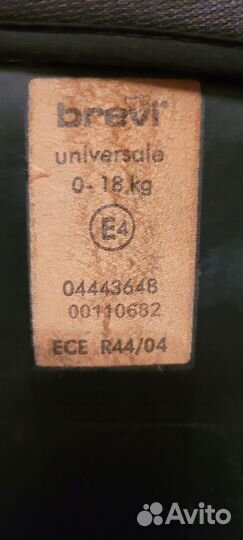 brevi®
universale
0-18 kg
E4
04443648
00110682
ECE R44/04
Avito